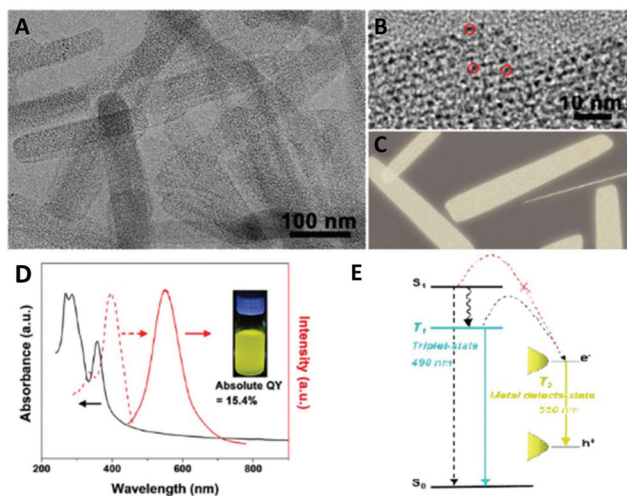 A
100 nm
B
10 nm
C
D
Absorbance (a.u.)
Intensity (a.u.)
Absolute QY
= 15.4%
200 400 600 800
Wavelength (nm)
E
S1
T1
Triplet-state
490 nm
e-
T2
Metal defects-state
550 nm
h+
S0